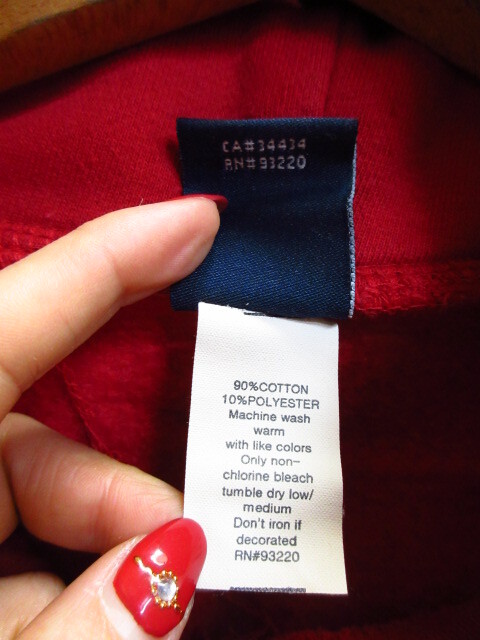 CA#34434
RN#93220
90%COTTON
10%POLYESTER
Machine wash
warm
with like colors
Only non-
chlorine bleach
tumble dry low/
medium
Don't iron if
decorated
RN#93220